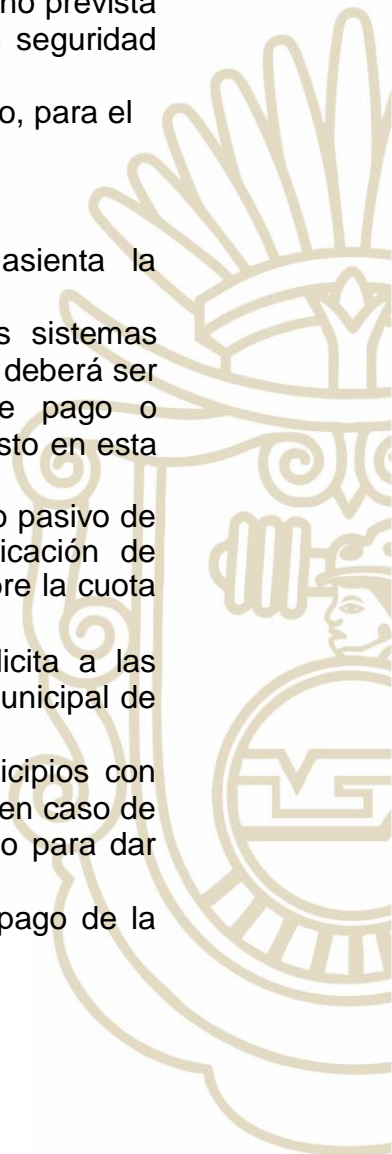 no prevista
seguridad
o, para el
asienta la
s sistemas
deberá ser
e pago o
sto en esta
o pasivo de
icación de
ore la cuota
licita a las
unicipal de
icipios con
en caso de
o para dar
pago de la